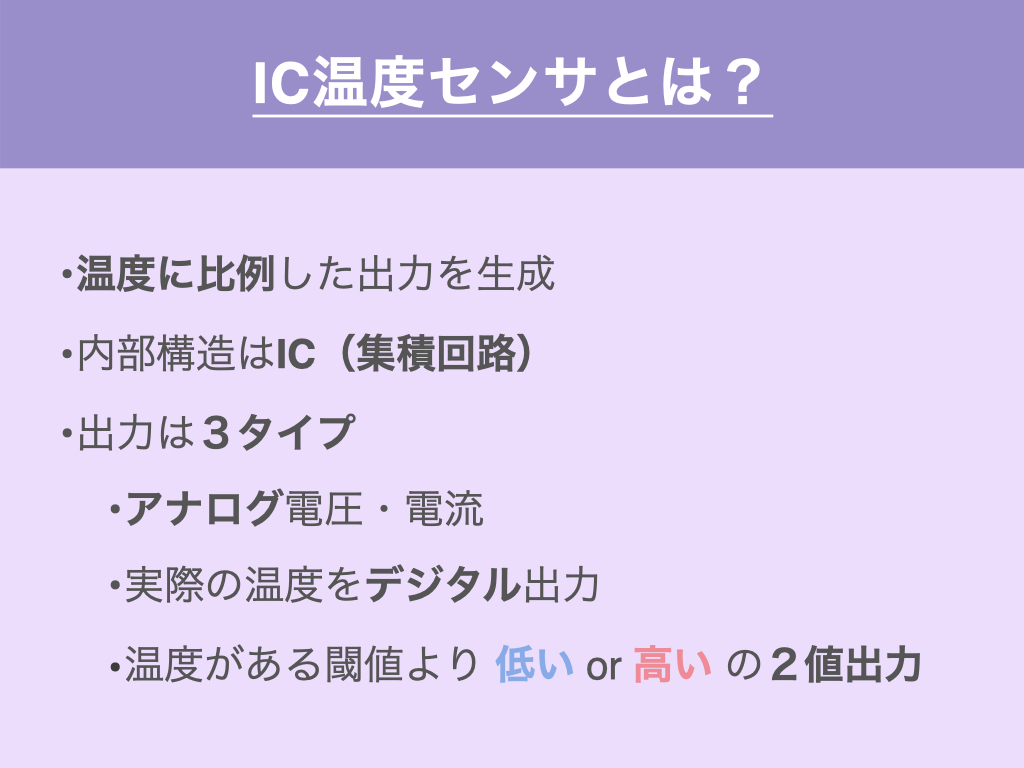 IC温度センサとは？
・温度に比例した出力を生成
・内部構造はIC（集積回路）
・出力は３タイプ
・アナログ電圧・電流
・実際の温度をデジタル出力
・温度がある閾値より 低い or 高い の２値出力